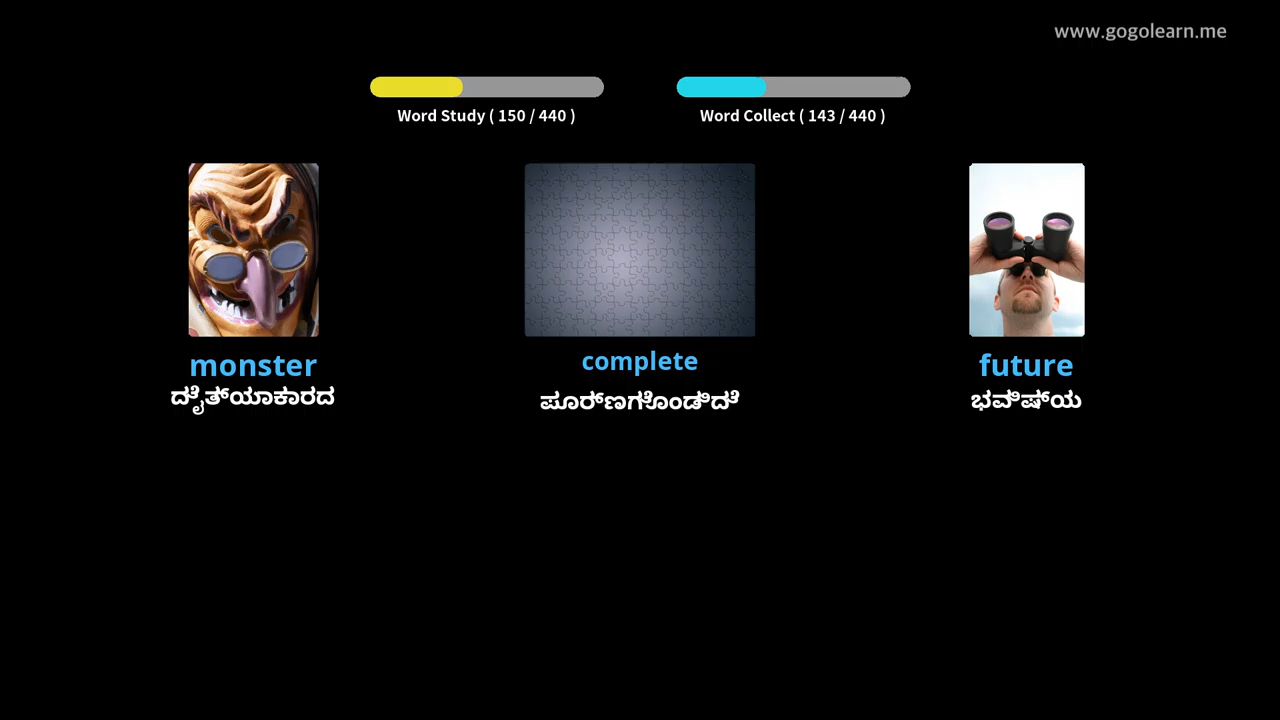 www.gogolearn.me
Word Study ( 150 / 440 )
Word Collect ( 143 / 440 )
monster
complete
future
ದೈತ್ಯಾಕಾರದ
ಪೂರ್ಣಗೊಂಡಿದೆ
ಭವಿಷ್ಯ